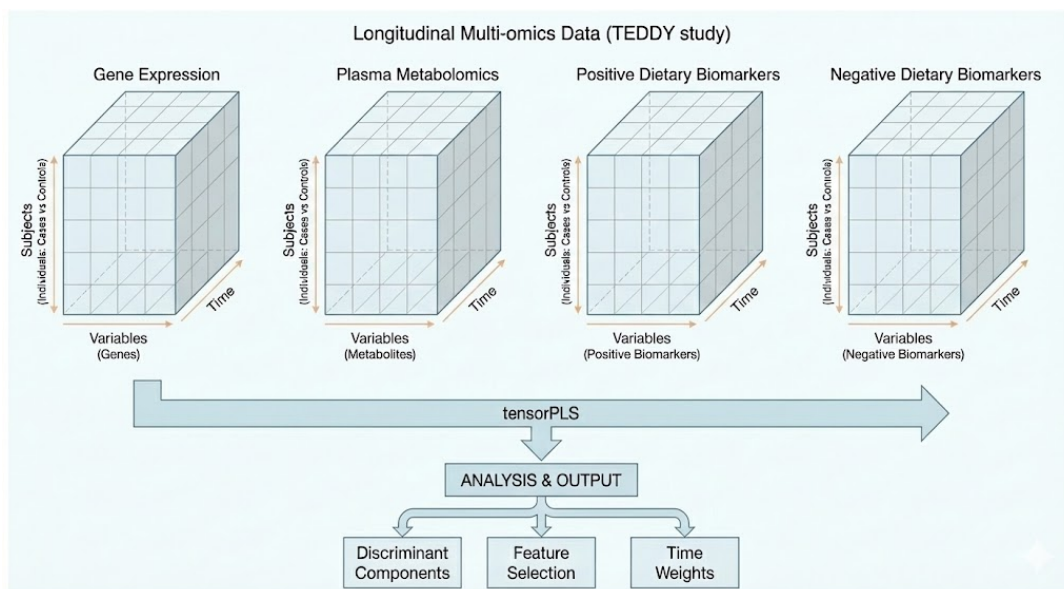 Longitudinal Multi-omics Data (TEDDY study)
Gene Expression
Plasma Metabolomics
Positive Dietary Biomarkers
Negative Dietary Biomarkers
Subjects
(Individuals: Cases vs Controls)
Time
Variables
(Genes)
Subjects
(Individuals: Cases vs Controls)
Time
Variables
(Metabolites)
Subjects
(Individuals: Cases vs Controls)
Time
Variables
(Positive Biomarkers)
Subjects
(Individuals: Cases vs Controls)
Time
Variables
(Negative Biomarkers)
tensorPLS
ANALYSIS & OUTPUT
Discriminant
Components
Feature
Selection
Time
Weights